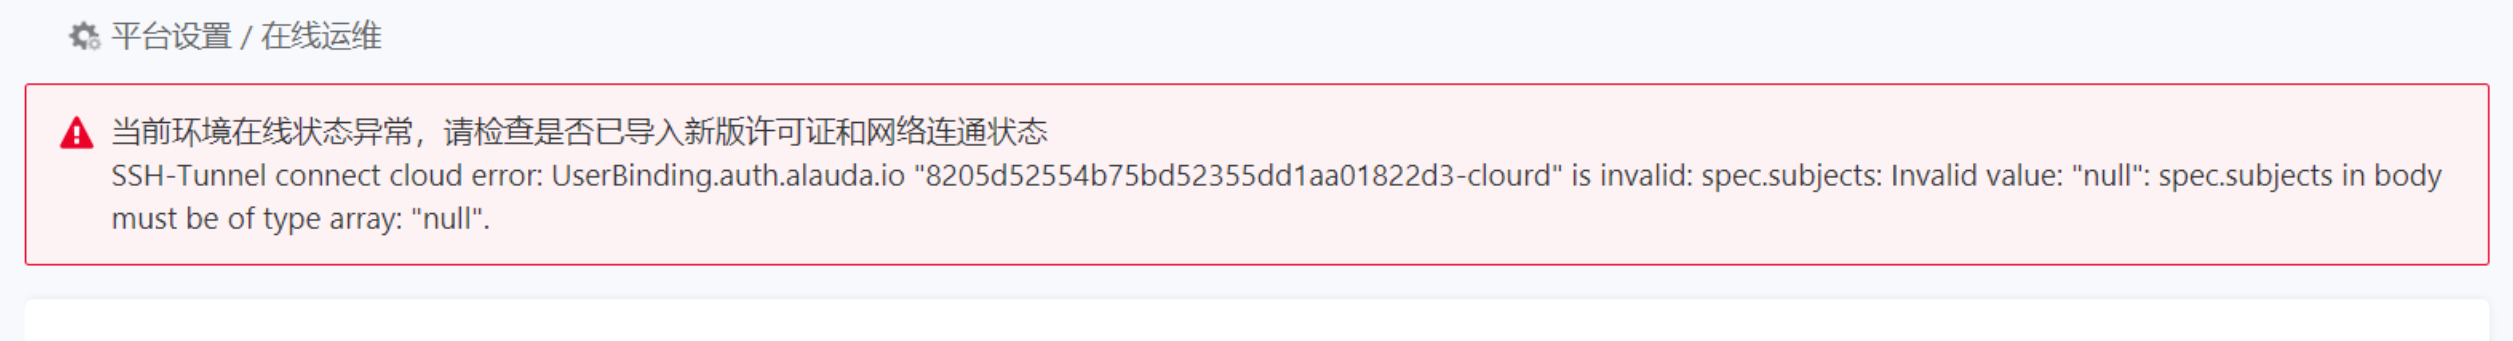 平台设置 / 在线运维
当前环境在线状态异常，请检查是否已导入新版许可证和网络连通状态
SSH-Tunnel connect cloud error: UserBinding.auth.alauda.io "8205d52554b75bd52355dd1aa01822d3-clourd" is invalid: spec.subjects: Invalid value: "null": spec.subjects in body
must be of type array: "null".